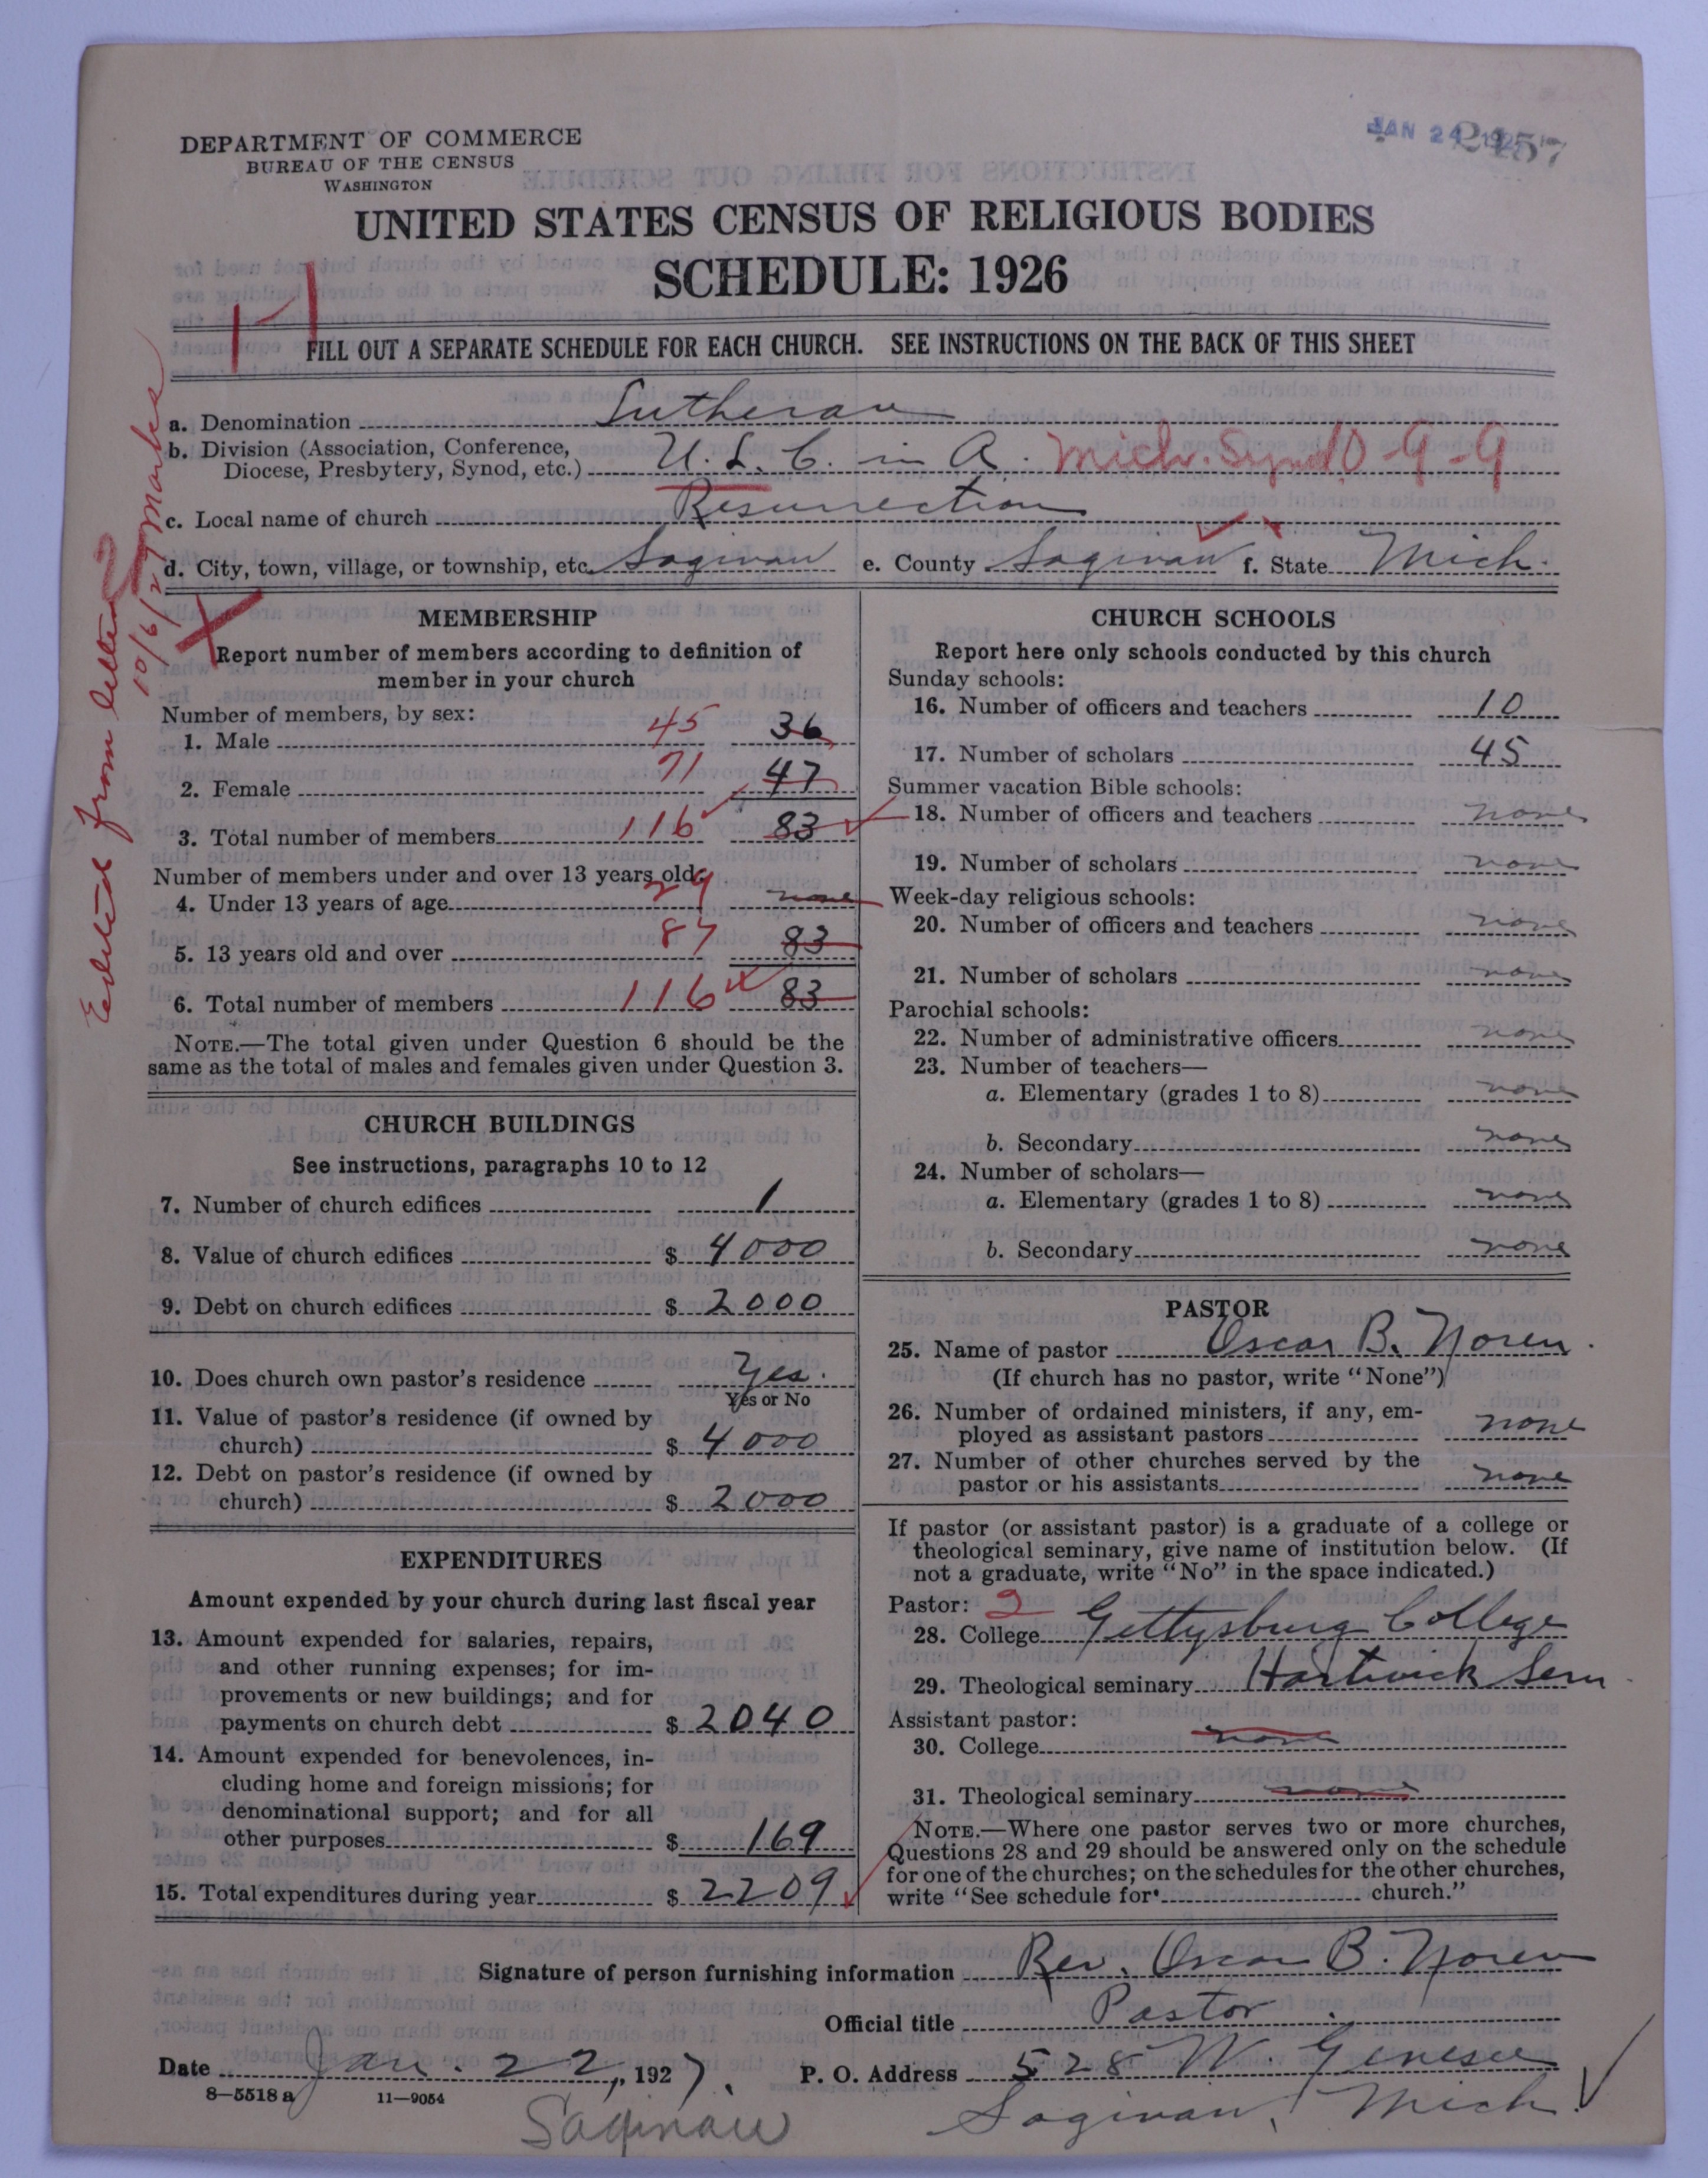 DEPARTMENT OF COMMERCE
BUREAU OF THE CENSUS
WASHINGTON
JAN 24
2457
UNITED STATES CENSUS OF RELIGIOUS BODIES
SCHEDULE: 1926
FILL OUT A SEPARATE SCHEDULE FOR EACH CHURCH. SEE INSTRUCTIONS ON THE BACK OF THIS SHEET
a. Denomination Lutheran
b. Division (Association, Conference,
Diocese, Presbytery, Synod, etc.) U. L. C. in A. Mich. Synd 0-9-9
c. Local name of church Resurrection
d. City, town, village, or township, etc. Saginaw e. County Saginaw f. State Mich.
Edited from letter
10/6/27 Marks
MEMBERSHIP
Report number of members according to definition of
member in your church
Number of members, by sex:
1. Male 45 36
2. Female 71 47
3. Total number of members 116 83
Number of members under and over 13 years old:
4. Under 13 years of age 29 none
5. 13 years old and over 87 83
6. Total number of members 116 83
NOTE.—The total given under Question 6 should be the
same as the total of males and females given under Question 3.
CHURCH BUILDINGS
See instructions, paragraphs 10 to 12
7. Number of church edifices 1
8. Value of church edifices $ 4000
9. Debt on church edifices $ 2000
10. Does church own pastor's residence Yes.
Yes or No
11. Value of pastor's residence (if owned by
church) $ 4000
12. Debt on pastor's residence (if owned by
church) $ 2000
EXPENDITURES
Amount expended by your church during last fiscal year
13. Amount expended for salaries, repairs,
and other running expenses; for im-
provements or new buildings; and for
payments on church debt $ 2040
14. Amount expended for benevolences, in-
cluding home and foreign missions; for
denominational support; and for all
other purposes $ 169
15. Total expenditures during year $ 2209
CHURCH SCHOOLS
Report here only schools conducted by this church
Sunday schools:
16. Number of officers and teachers 10
17. Number of scholars 45
Summer vacation Bible schools:
18. Number of officers and teachers none
19. Number of scholars none
Week-day religious schools:
20. Number of officers and teachers none
21. Number of scholars none
Parochial schools:
22. Number of administrative officers none
23. Number of teachers—
a. Elementary (grades 1 to 8) none
b. Secondary none
24. Number of scholars—
a. Elementary (grades 1 to 8) none
b. Secondary none
PASTOR
25. Name of pastor Oscar B. Noren.
(If church has no pastor, write "None")
26. Number of ordained ministers, if any, em-
ployed as assistant pastors none
27. Number of other churches served by the
pastor or his assistants none
If pastor (or assistant pastor) is a graduate of a college or
theological seminary, give name of institution below. (If
not a graduate, write "No" in the space indicated.)
Pastor: 2
28. College Gettysburg College
29. Theological seminary Hartwick Sem
Assistant pastor:
30. College none
31. Theological seminary none
NOTE.—Where one pastor serves two or more churches,
Questions 28 and 29 should be answered only on the schedule
for one of the churches; on the schedules for the other churches,
write "See schedule for church."
Signature of person furnishing information Rev. Oscar B. Noren
Official title Pastor.
Date Jan. 22, 1927. P. O. Address 528 W. Genesee
8—5518 a 11—9054
Saginaw
Saginaw, Mich.